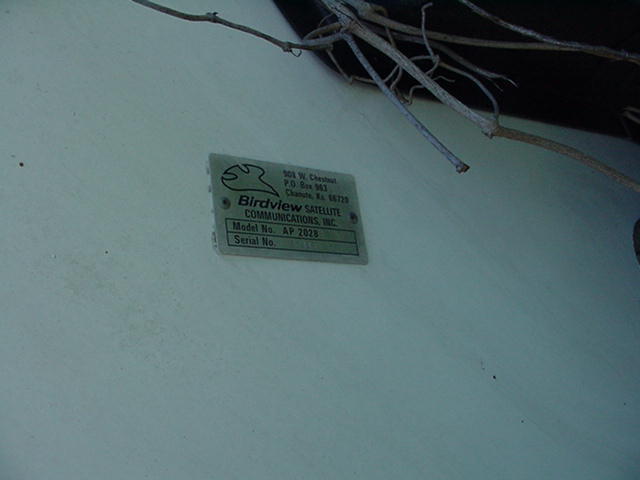 908 W. Chestnut
P.O. Box 963
Chanute, Ks. 66720
Birdview SATELLITE
COMMUNICATIONS, INC.
Model No. AP 2028
Serial No.